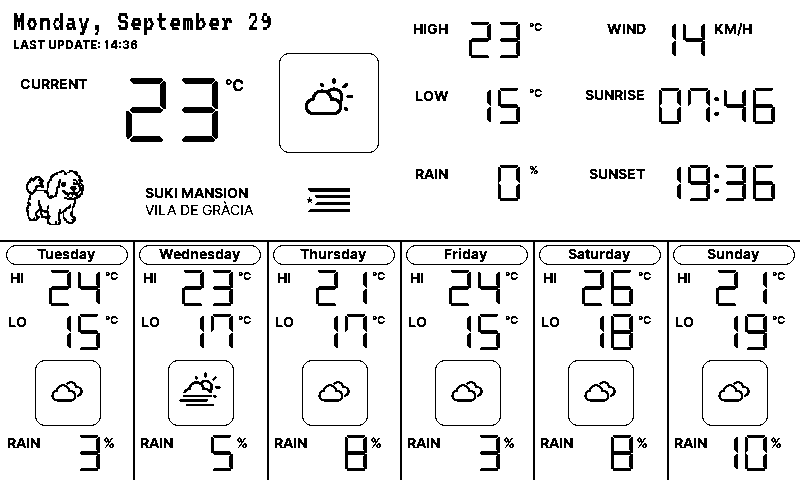 Monday, September 29
LAST UPDATE: 14:36
CURRENT 23 °C
SUKI MANSION
VILA DE GRÀCIA
HIGH 23 °C
LOW 15 °C
RAIN 0 %
WIND 14 KM/H
SUNRISE 07:46
SUNSET 19:36
Tuesday
HI 24 °C
LO 15 °C
RAIN 3 %
Wednesday
HI 23 °C
LO 17 °C
RAIN 5 %
Thursday
HI 21 °C
LO 17 °C
RAIN 8 %
Friday
HI 24 °C
LO 15 °C
RAIN 3 %
Saturday
HI 26 °C
LO 18 °C
RAIN 8 %
Sunday
HI 21 °C
LO 19 °C
RAIN 10 %